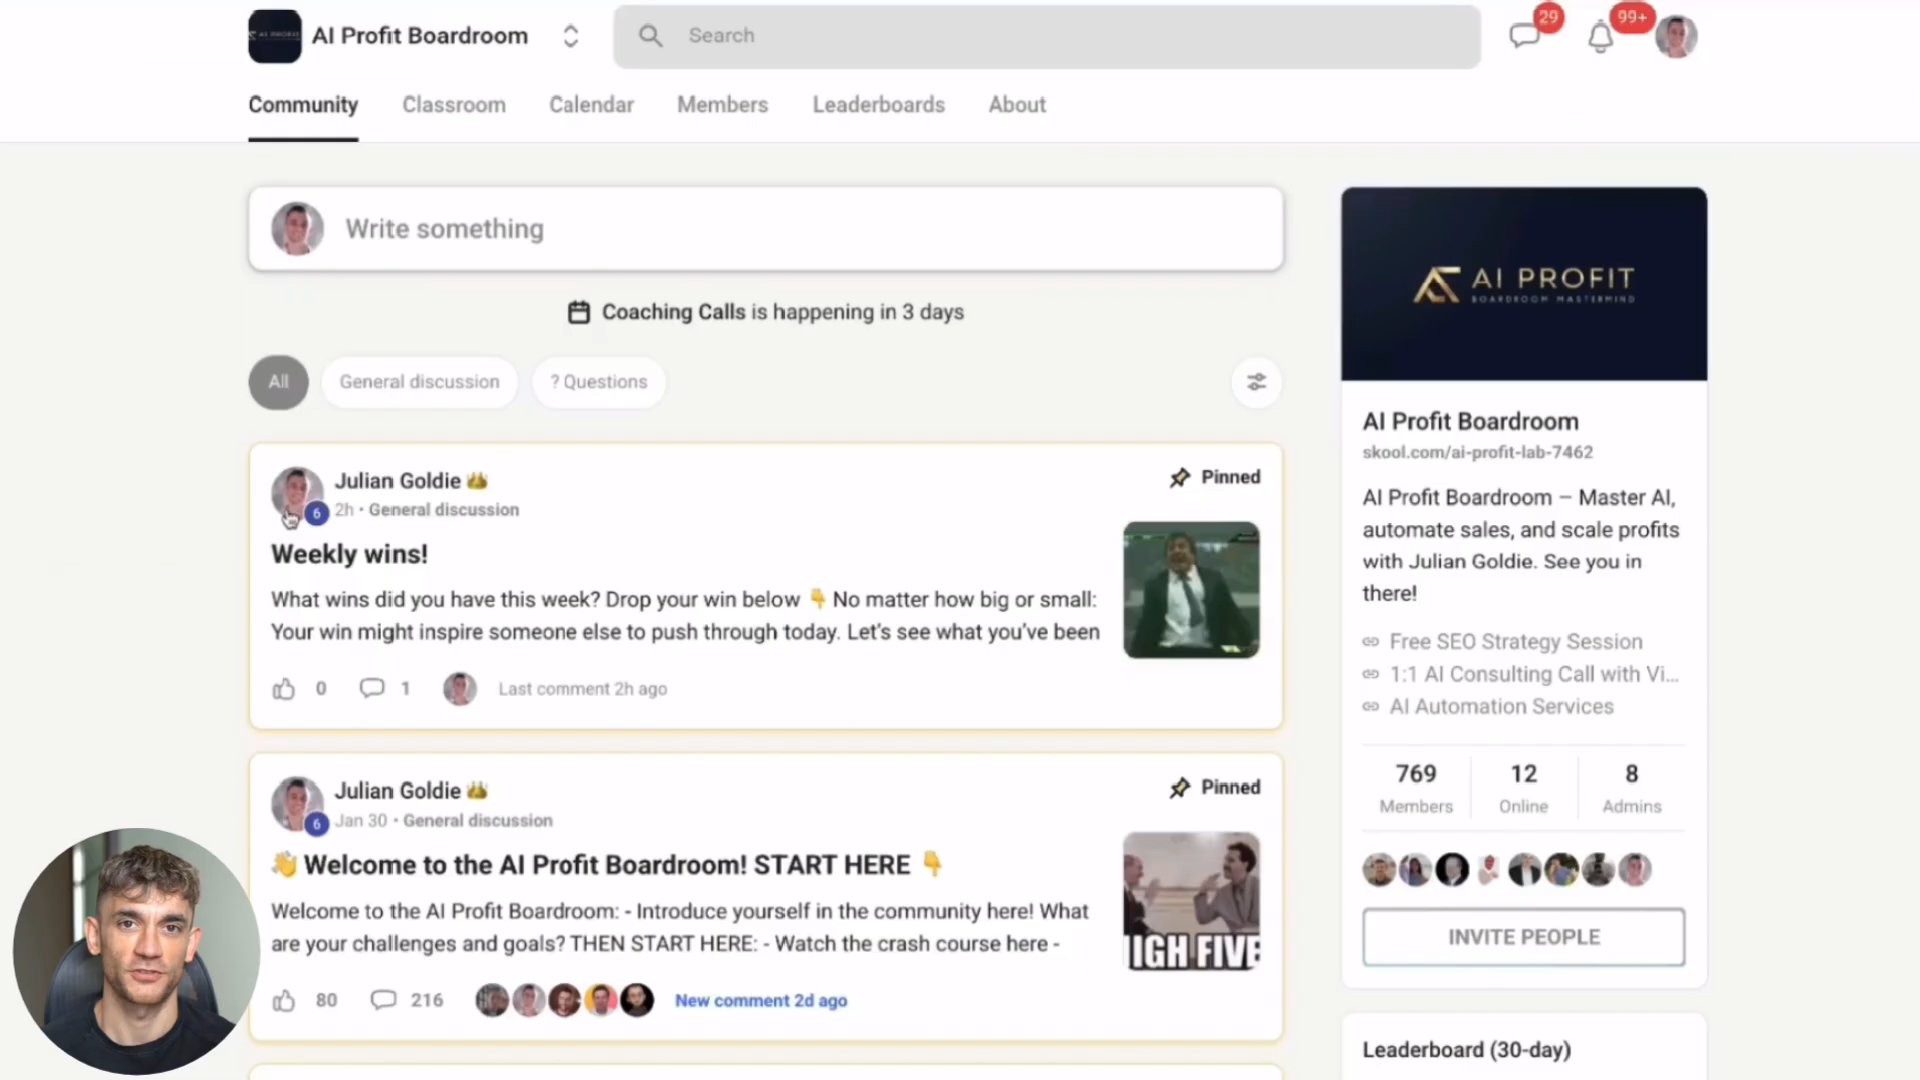 AI Profit Boardroom
Search
29
99+
Community
Classroom
Calendar
Members
Leaderboards
About
Write something
Coaching Calls is happening in 3 days
All
General discussion
? Questions
Julian Goldie
6
2h • General discussion
Pinned
Weekly wins!
What wins did you have this week? Drop your win below 👇 No matter how big or small:
Your win might inspire someone else to push through today. Let's see what you've been
0
1
Last comment 2h ago
Julian Goldie
6
Jan 30 • General discussion
Pinned
👋 Welcome to the AI Profit Boardroom! START HERE 👇
Welcome to the AI Profit Boardroom: - Introduce yourself in the community here! What
are your challenges and goals? THEN START HERE: - Watch the crash course here -
HIGH FIVE
80
216
New comment 2d ago
AI PROFIT
BOARDROOM MASTERMIND
AI Profit Boardroom
skool.com/ai-profit-lab-7462
AI Profit Boardroom – Master AI,
automate sales, and scale profits
with Julian Goldie. See you in
there!
Free SEO Strategy Session
1:1 AI Consulting Call with Vi...
AI Automation Services
769
Members
12
Online
8
Admins
INVITE PEOPLE
Leaderboard (30-day)